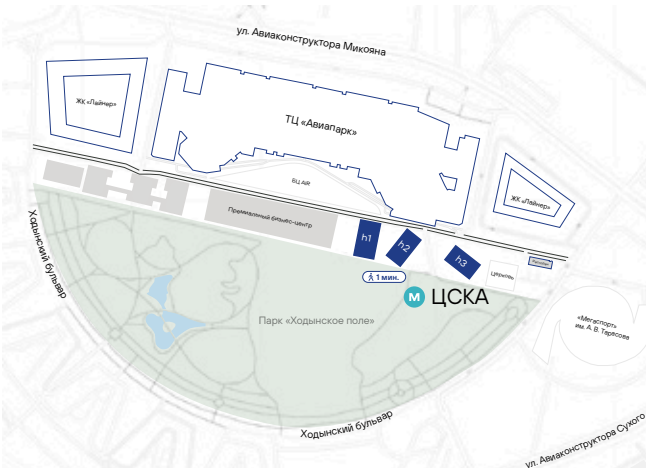 ул. Авиаконструктора Микояна
ЖК «Лайнер»
ТЦ «Авиапарк»
БЦ AiR
ЖК «Лайнер»
Премиальный бизнес-центр
h1
h2
h3
Церковь
1 мин.
М ЦСКА
Парк «Ходынское поле»
«Мегаспорт»
им. А. В. Тарасова
Ходынский бульвар
Ходынский бульвар
ул. Авиаконструктора Сухого